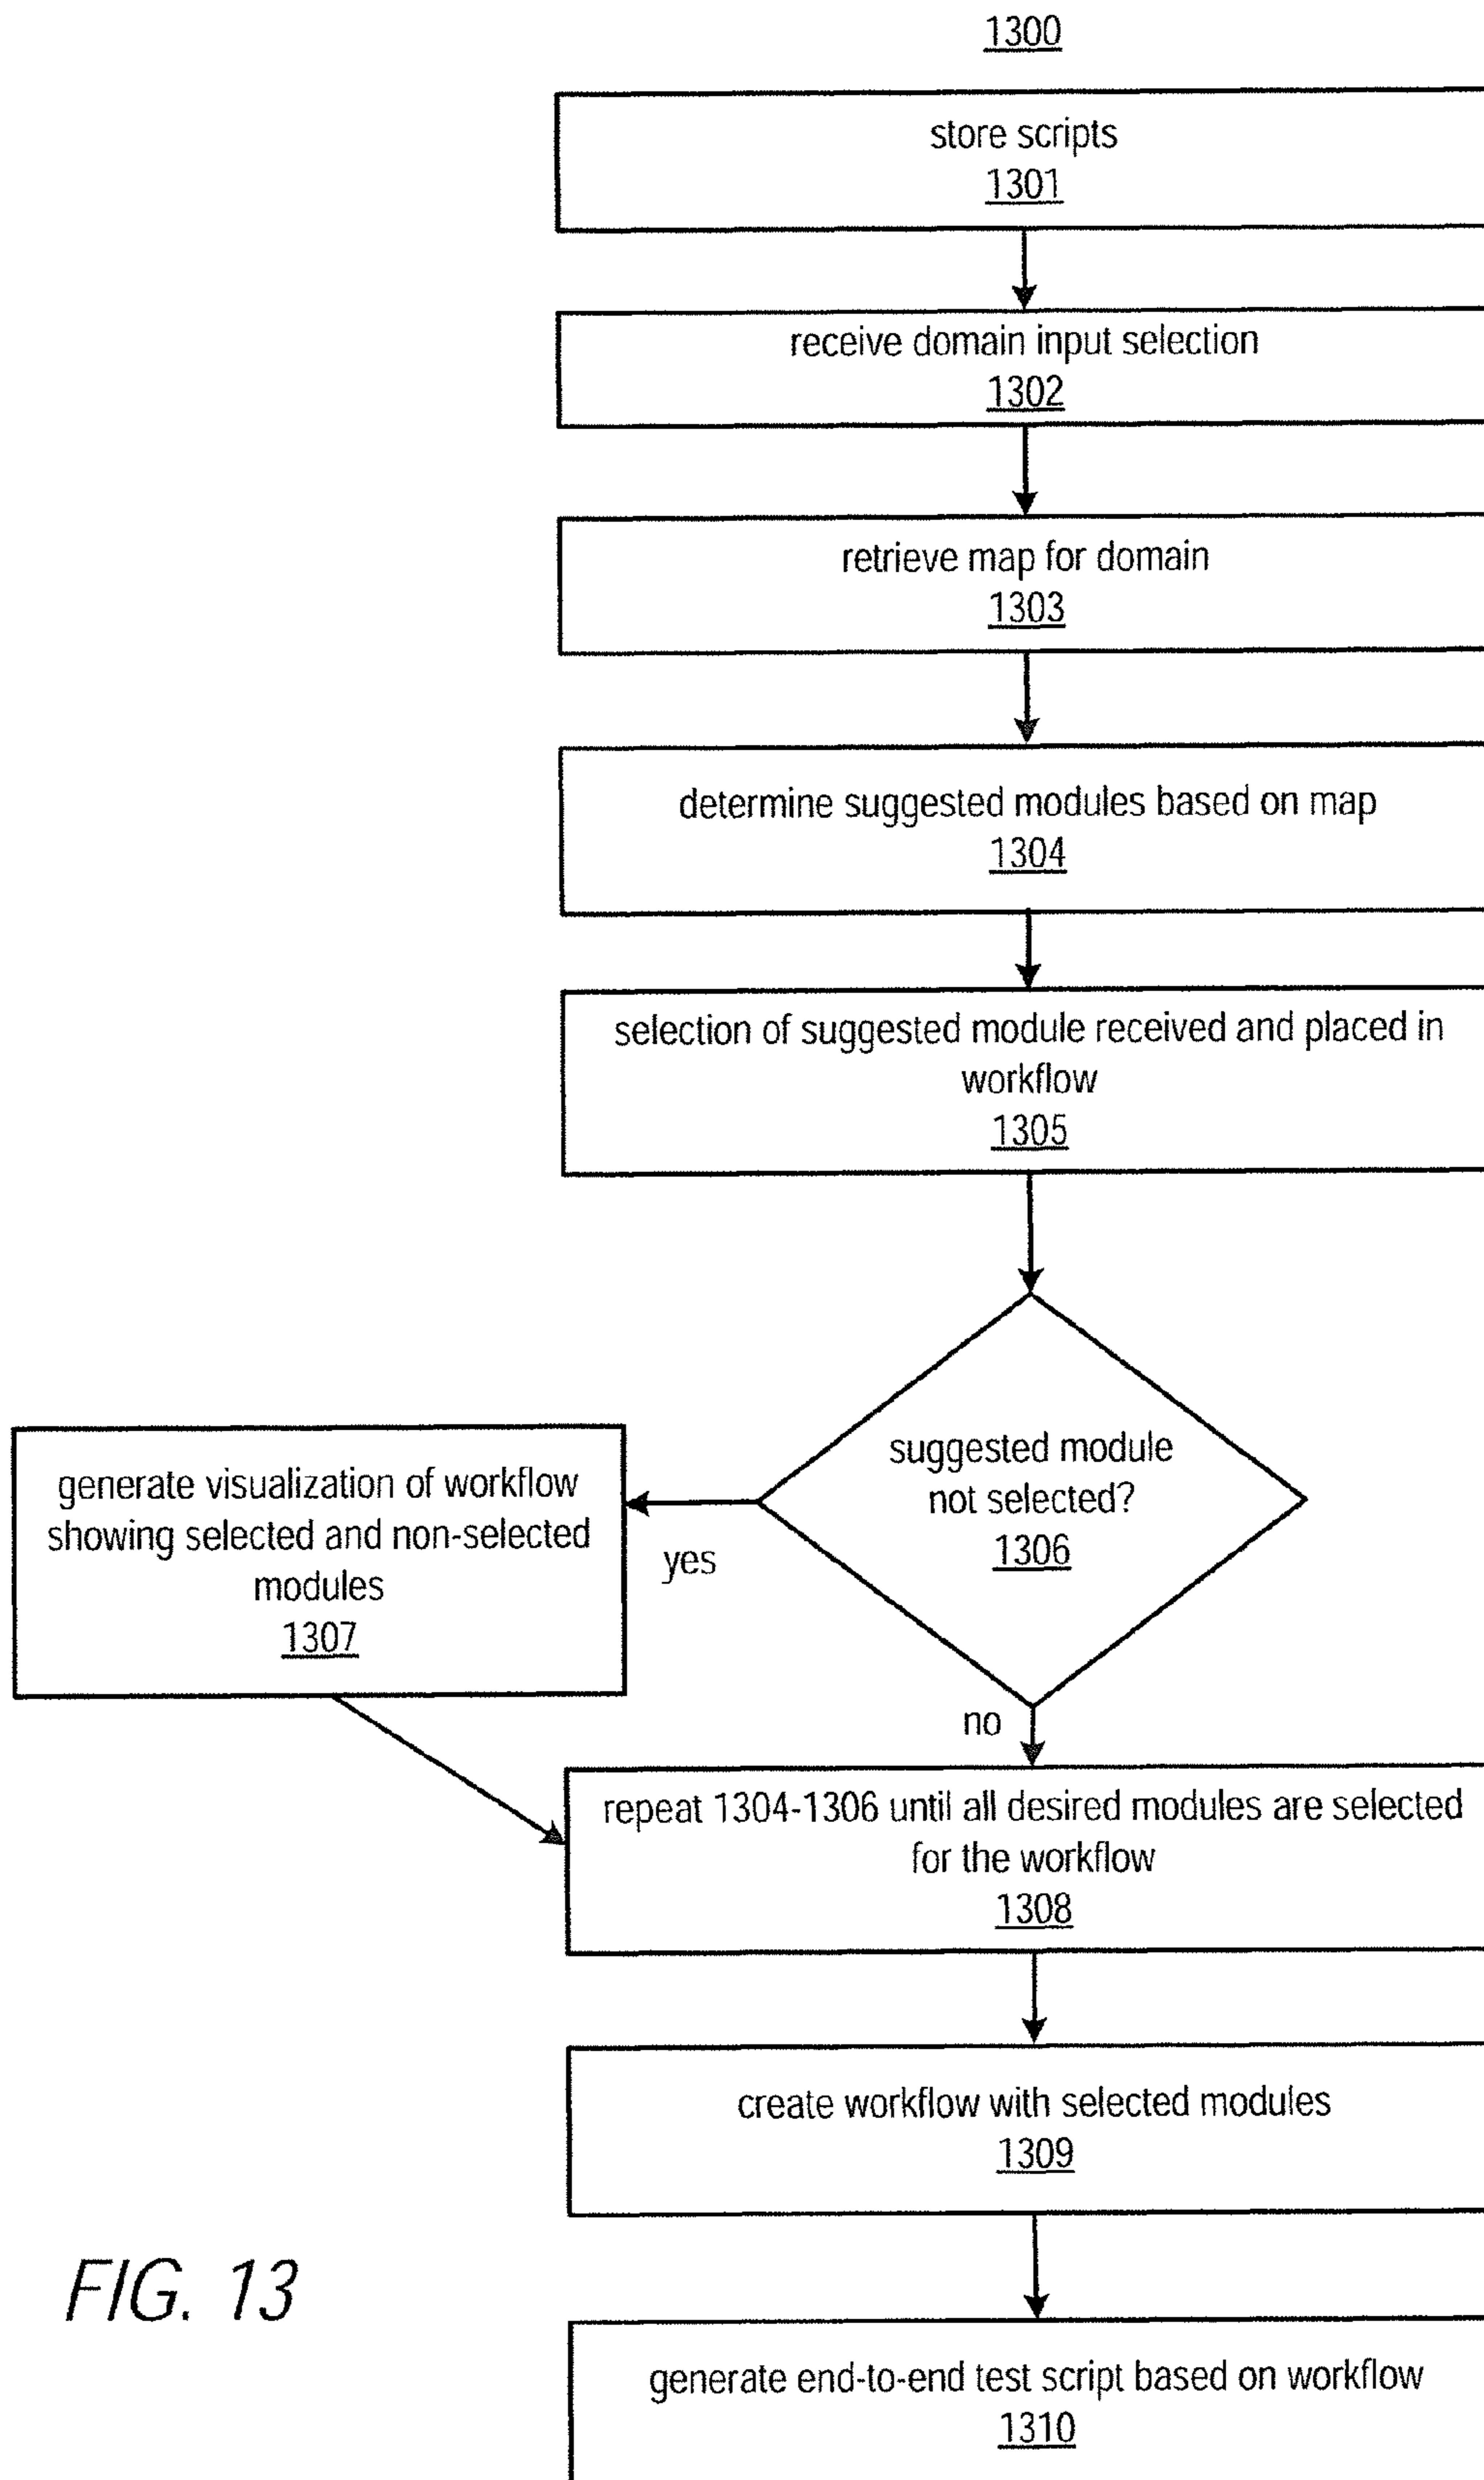 1300
store scripts
1301
receive domain input selection
1302
retrieve map for domain
1303
determine suggested modules based on map
1304
selection of suggested module received and placed in
workflow
1305
suggested module
not selected?
1306
yes
generate visualization of workflow
showing selected and non-selected
modules
1307
no
repeat 1304-1306 until all desired modules are selected
for the workflow
1308
create workflow with selected modules
1309
generate end-to-end test script based on workflow
1310
FIG. 13